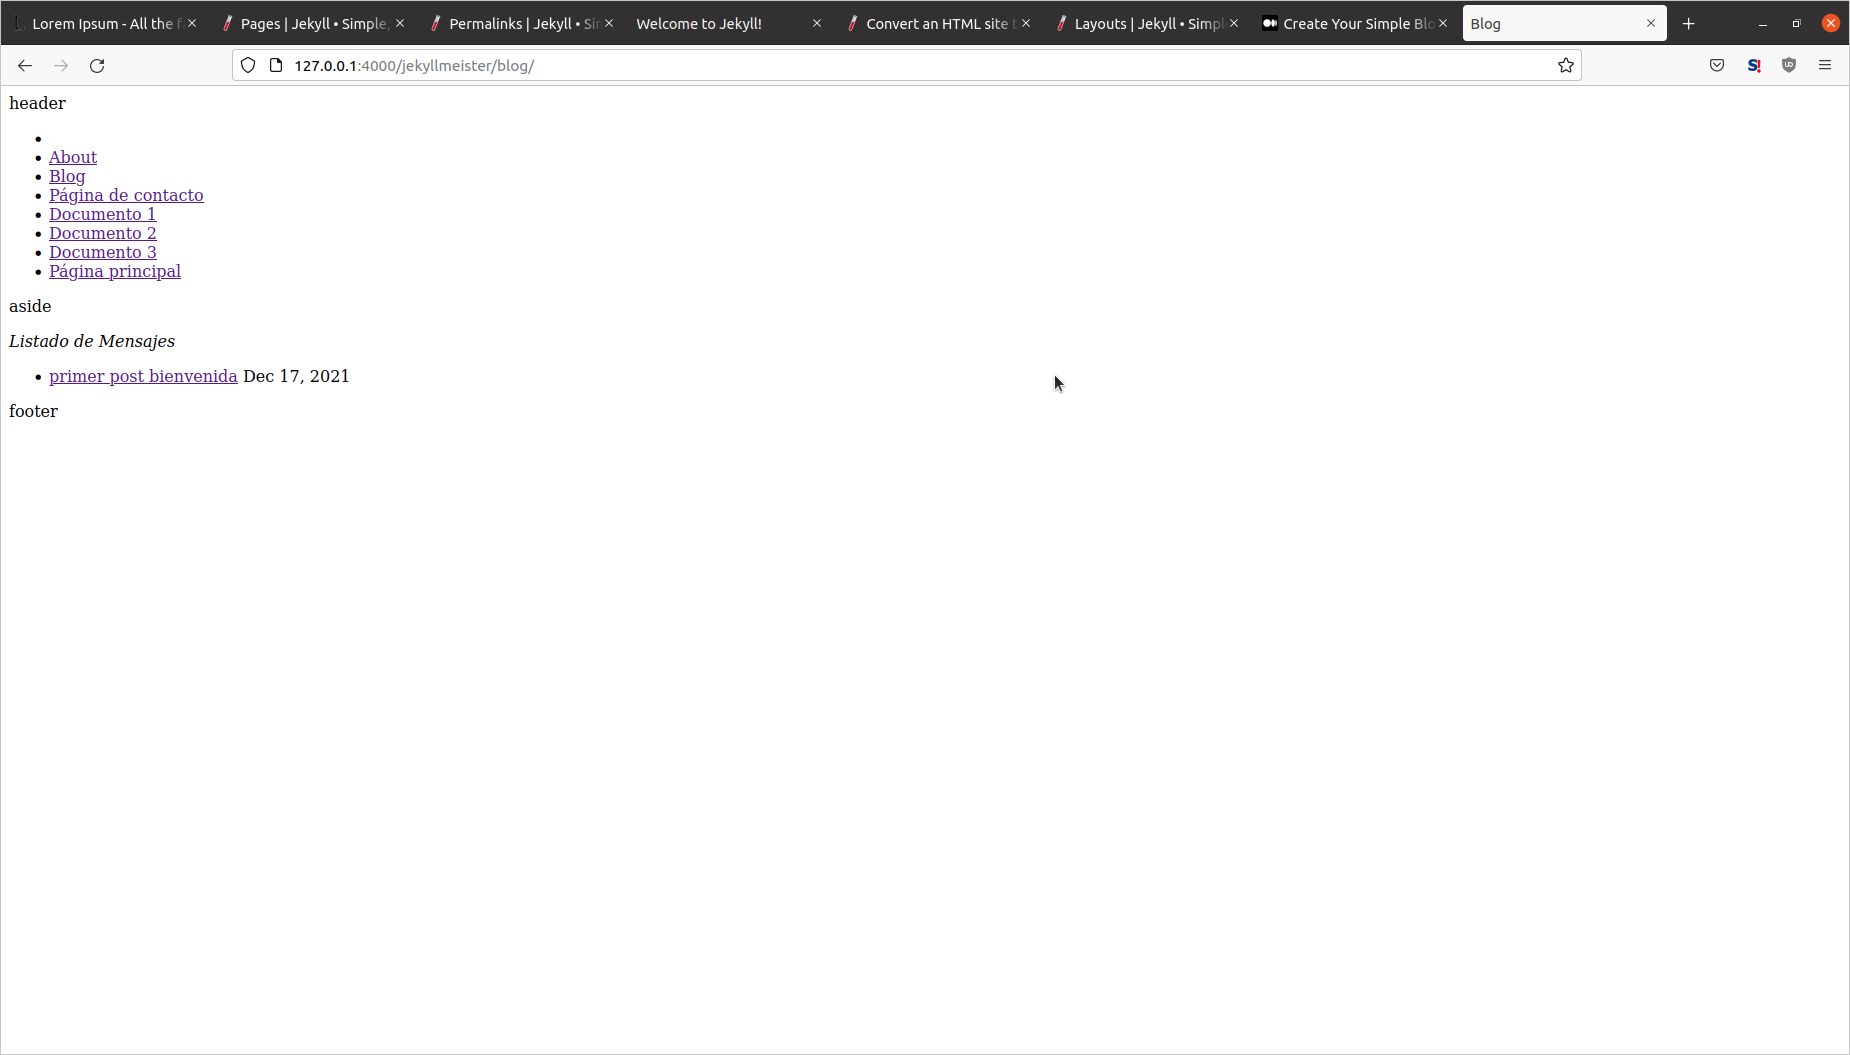 Lorem Ipsum - All the f
Pages | Jekyll • Simple,
Permalinks | Jekyll • Sim
Welcome to Jekyll!
Convert an HTML site t
Layouts | Jekyll • Simpl
Create Your Simple Blo
Blog
127.0.0.1:4000/jekyllmeister/blog/
S!
header
About
Blog
Página de contacto
Documento 1
Documento 2
Documento 3
Página principal
aside
Listado de Mensajes
primer post bienvenida Dec 17, 2021
footer